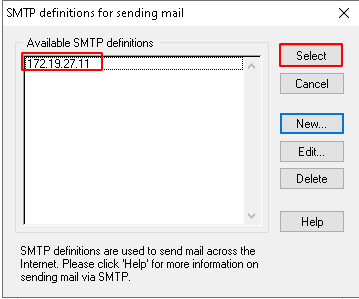 SMTP definitions for sending mail
Available SMTP definitions
172.19.27.11
Select
Cancel
New...
Edit...
Delete
Help
SMTP definitions are used to send mail across the
Internet. Please click 'Help' for more information on
sending mail via SMTP.